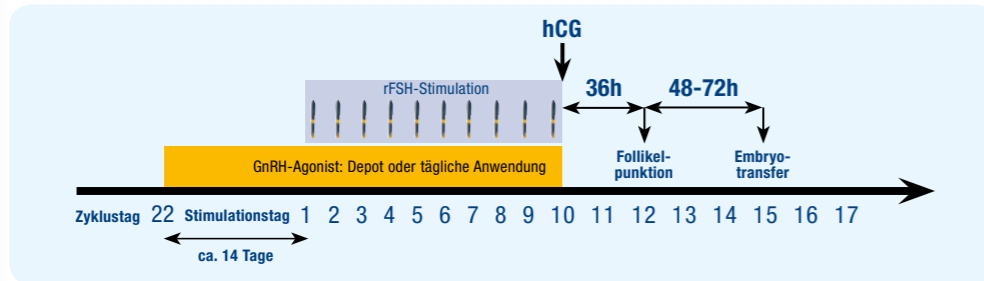 hCG
rFSH-Stimulation
36h
48-72h
GnRH-Agonist: Depot oder tägliche Anwendung
Follikel-
punktion
Embryo-
transfer
Zyklustag 22 Stimulationstag 1 2 3 4 5 6 7 8 9 10 11 12 13 14 15 16 17
ca. 14 Tage